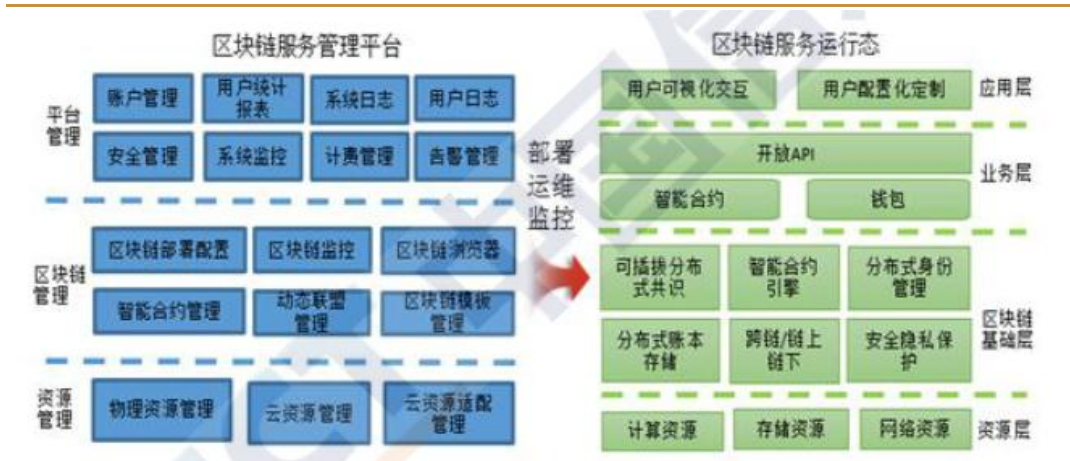 区块链服务管理平台
平台
管理
账户管理
用户统计
报表
系统日志
用户日志
安全管理
系统监控
计费管理
告警管理
区块链
管理
区块链部署配置
区块链监控
区块链浏览器
智能合约管理
动态联盟
管理
区块链模板
管理
资源
管理
物理资源管理
云资源管理
云资源适配
管理
部署
运维
监控
区块链服务运行态
用户可视化交互
用户配置化定制
应用层
开放API
智能合约
钱包
业务层
可插拔分布
式共识
智能合约
引擎
分布式身份
管理
分布式账本
存储
跨链/链上
链下
安全隐私保
护
区块链
基础层
计算资源
存储资源
网络资源
资源层